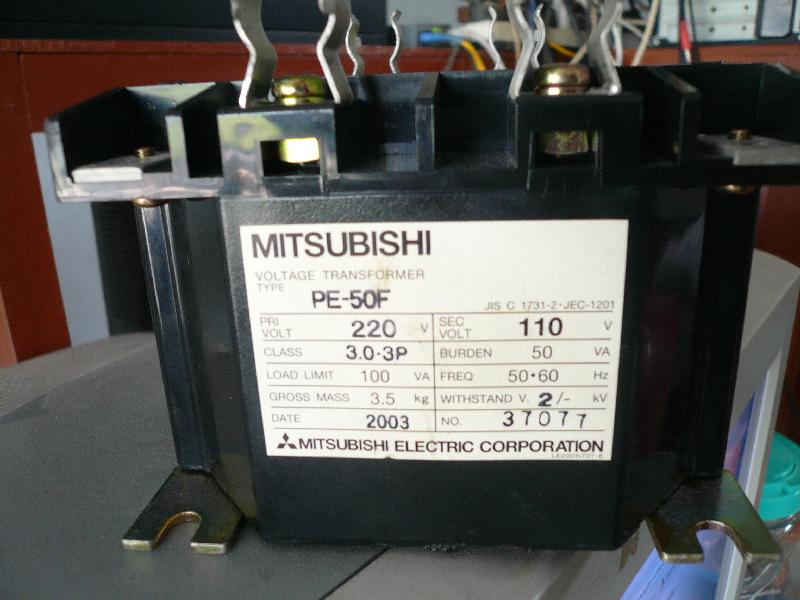 MITSUBISHI
VOLTAGE TRANSFORMER
TYPE PE-50F JIS C 1731-2・JEC-1201
PRI VOLT 220 V SEC VOLT 110 V
CLASS 3.0・3P BURDEN 50 VA
LOAD LIMIT 100 VA FREQ 50・60 Hz
GROSS MASS 3.5 kg WITHSTAND V. 2/- kV
DATE 2003 NO. 37077
MITSUBISHI ELECTRIC CORPORATION